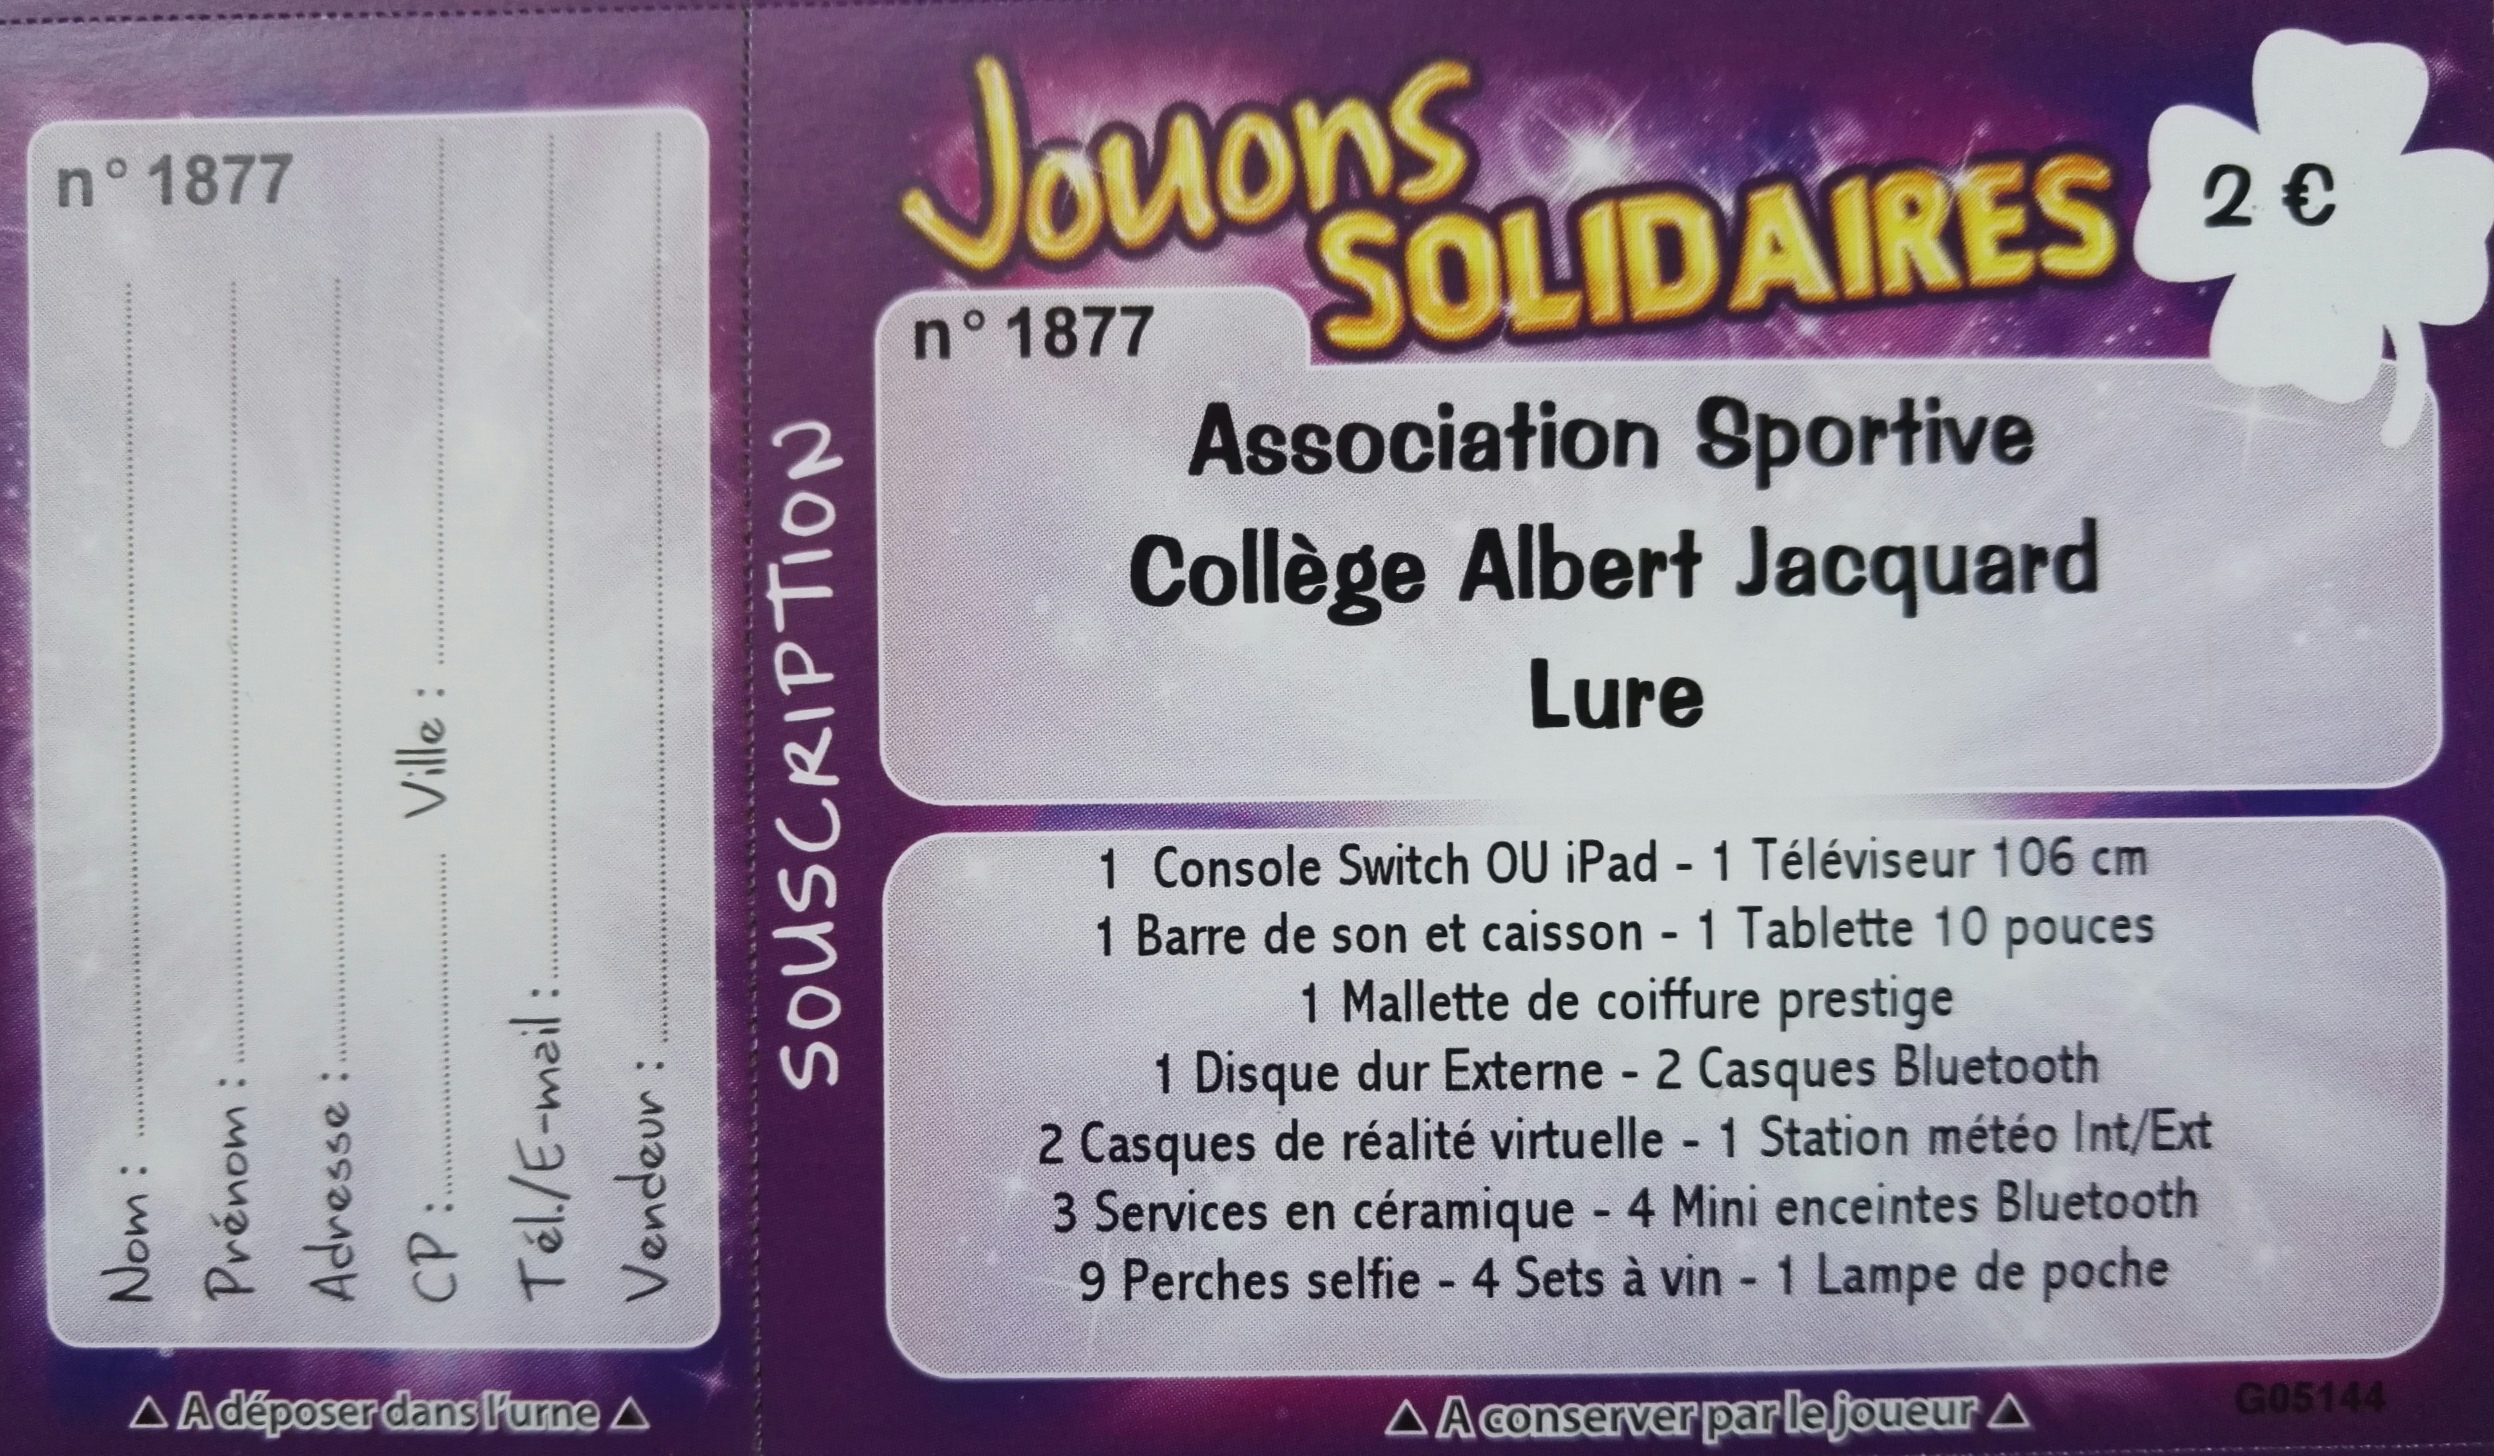 n° 1877
Nom :
Prénom :
Adresse :
CP : Ville :
Tél./E-mail :
Vendeur :
▲ A déposer dans l'urne ▲
SOUSCRIPTION
Jouons
SOLIDAIRES
2 €
n° 1877
Association Sportive
Collège Albert Jacquard
Lure
1 Console Switch OU iPad - 1 Téléviseur 106 cm
1 Barre de son et caisson - 1 Tablette 10 pouces
1 Mallette de coiffure prestige
1 Disque dur Externe - 2 Casques Bluetooth
2 Casques de réalité virtuelle - 1 Station météo Int/Ext
3 Services en céramique - 4 Mini enceintes Bluetooth
9 Perches selfie - 4 Sets à vin - 1 Lampe de poche
▲ A conserver par le joueur ▲
G05144